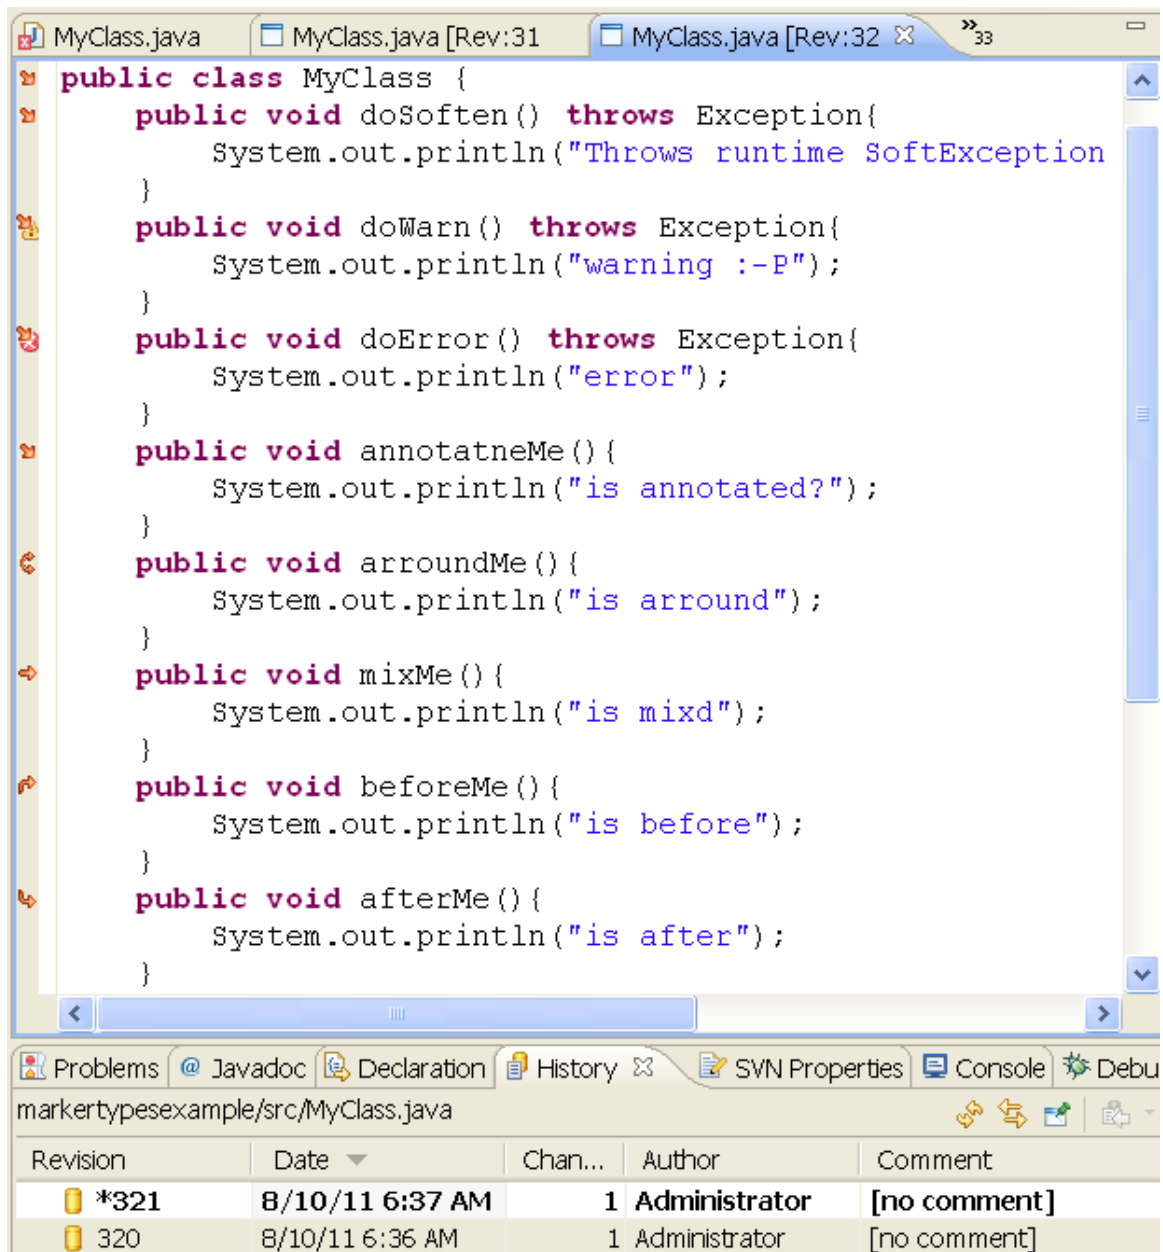 MyClass.java MyClass.java [Rev:31 MyClass.java [Rev:32 »33
public class MyClass {
public void doSoften() throws Exception{
System.out.println("Throws runtime SoftException
}
public void doWarn() throws Exception{
System.out.println("warning :-P");
}
public void doError() throws Exception{
System.out.println("error");
}
public void annotatneMe(){
System.out.println("is annotated?");
}
public void arroundMe(){
System.out.println("is arround");
}
public void mixMe(){
System.out.println("is mixd");
}
public void beforeMe(){
System.out.println("is before");
}
public void afterMe(){
System.out.println("is after");
}
Problems @ Javadoc Declaration History SVN Properties Console Debu
markertypesexample/src/MyClass.java
Revision Date Chan... Author Comment
*321 8/10/11 6:37 AM 1 Administrator [no comment]
320 8/10/11 6:36 AM 1 Administrator [no comment]